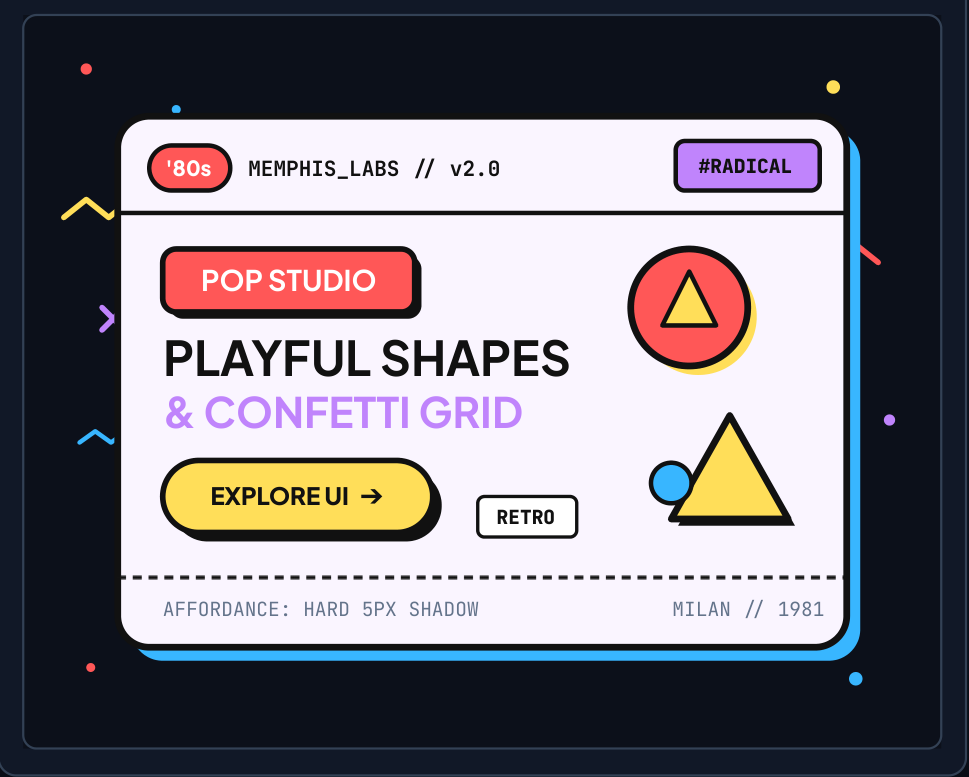 '80s MEMPHIS_LABS // v2.0 #RADICAL
POP STUDIO
PLAYFUL SHAPES
& CONFETTI GRID
EXPLORE UI →
RETRO
AFFORDANCE: HARD 5PX SHADOW MILAN // 1981